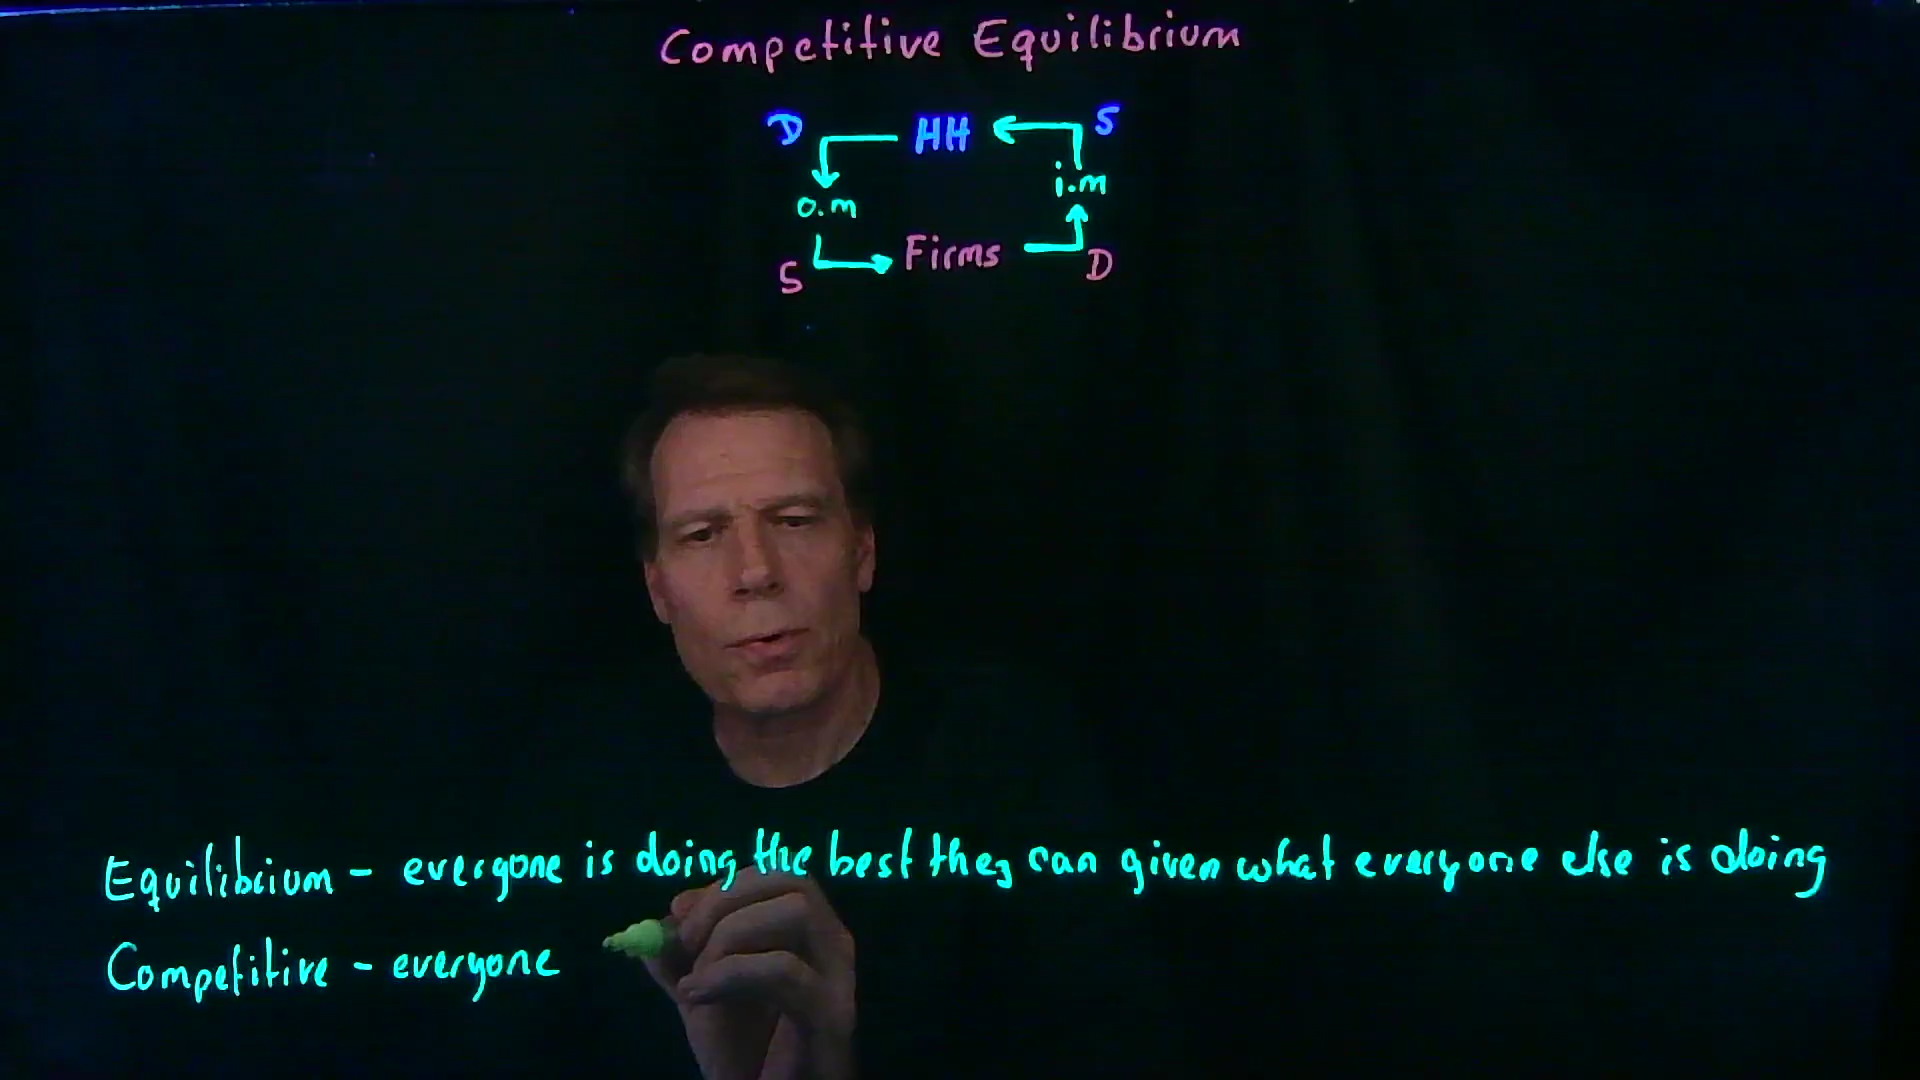 Competitive Equilibrium
D HH S
o.m i.m
S Firms D
Equilibrium - everyone is doing the best they can given what everyone else is doing
Competitive - everyone